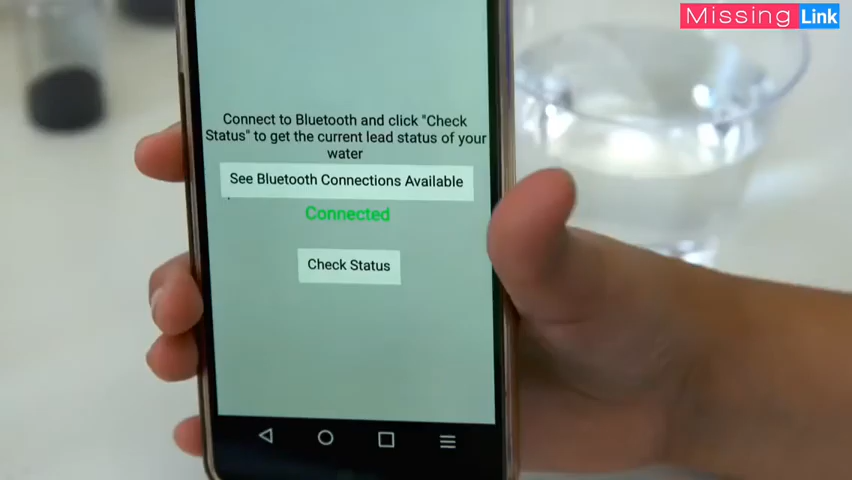 Missing Link
Connect to Bluetooth and click "Check
Status" to get the current lead status of your
water
See Bluetooth Connections Available
Connected
Check Status